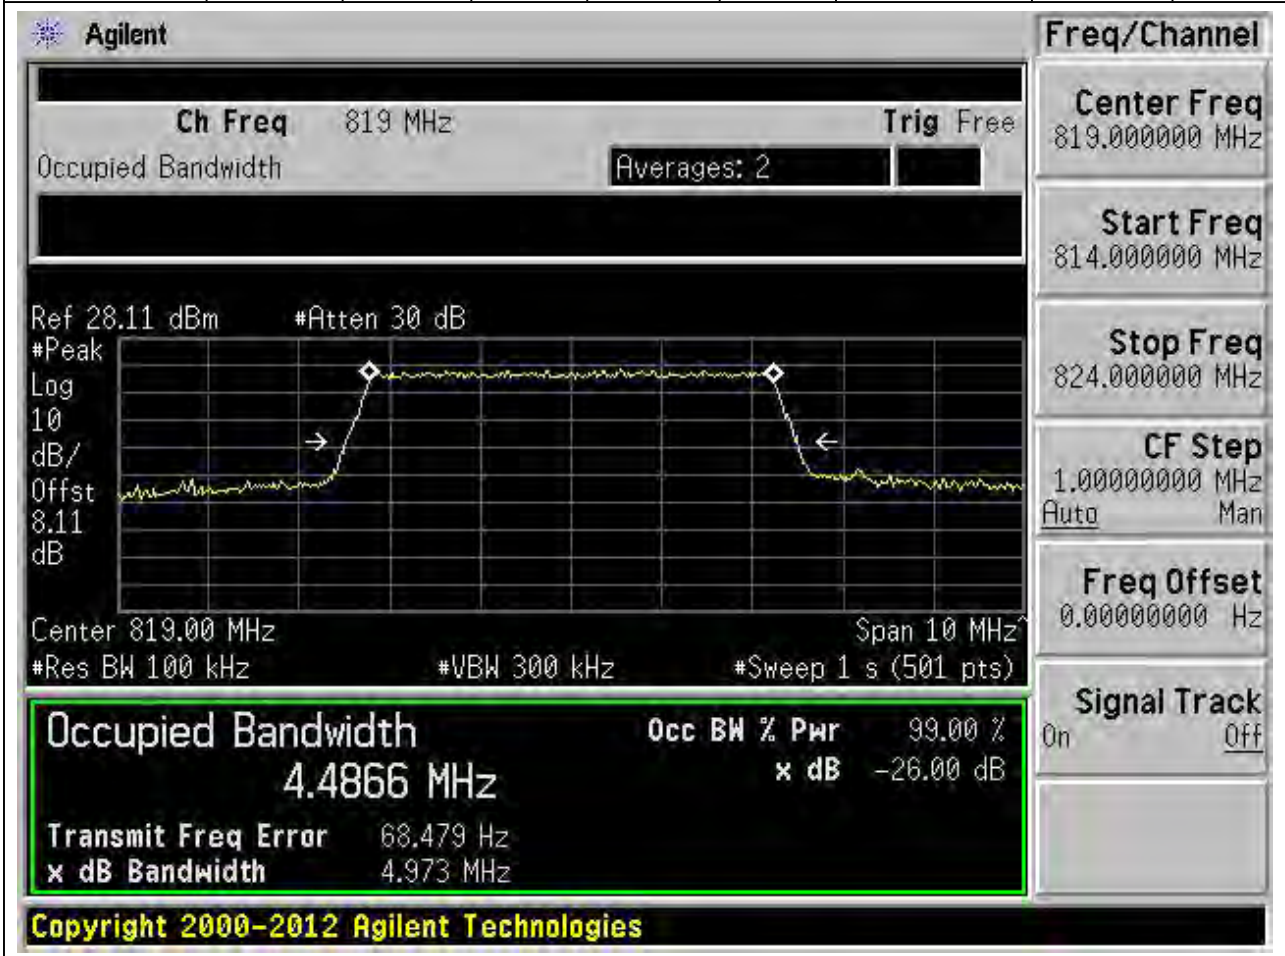 Agilent
Freq/Channel
Ch Freq 819 MHz Trig Free
Occupied Bandwidth Averages: 2
Center Freq
819.000000 MHz
Start Freq
814.000000 MHz
Stop Freq
824.000000 MHz
CF Step
1.00000000 MHz
Auto Man
Freq Offset
0.00000000 Hz
Signal Track
On Off
Ref 28.11 dBm #Atten 30 dB
#Peak
Log
10
dB/
Offst
8.11
dB
Center 819.00 MHz Span 10 MHz^
#Res BW 100 kHz #VBW 300 kHz #Sweep 1 s (501 pts)
Occupied Bandwidth Occ BW % Pwr 99.00 %
4.4866 MHz x dB -26.00 dB
Transmit Freq Error 68.479 Hz
x dB Bandwidth 4.973 MHz
Copyright 2000-2012 Agilent Technologies